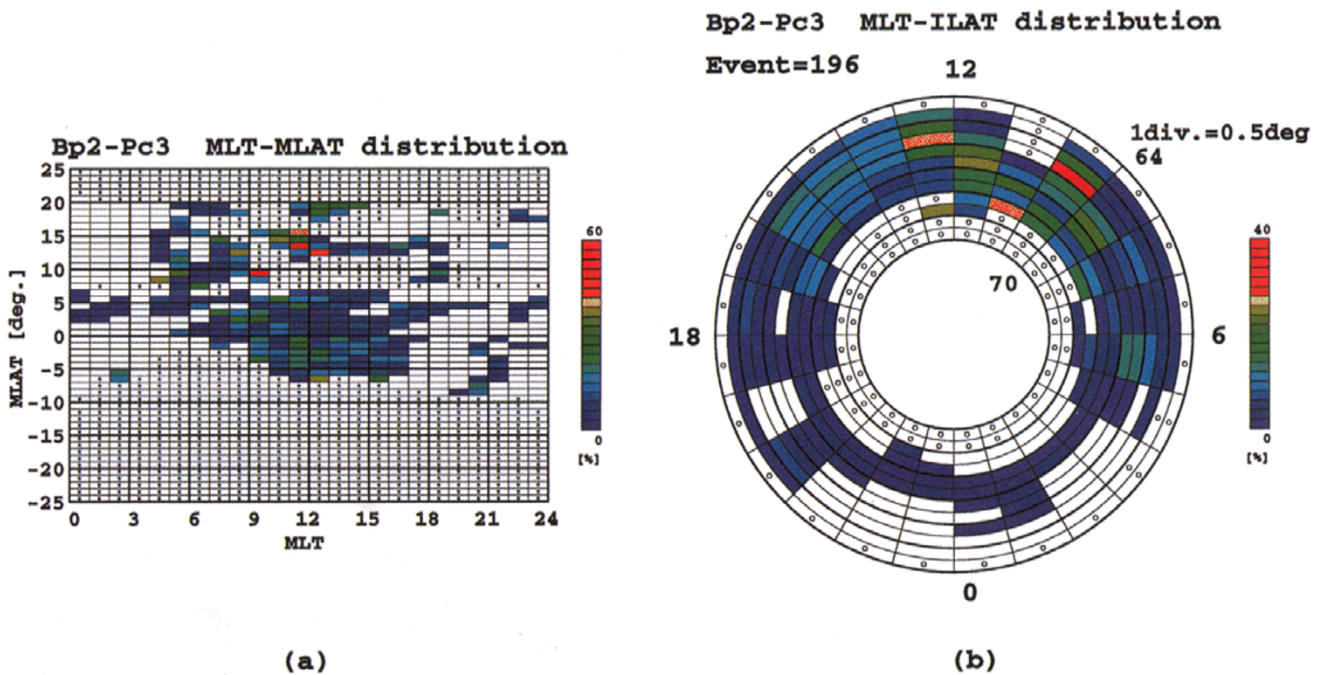 Bp2-Pc3 MLT-MLAT distribution
25
20
15
10
5
0
-5
-10
-15
-20
-25
MLAT [deg.]
0 3 6 9 12 15 18 21 24
MLT
60
0
[%]
(a)
Bp2-Pc3 MLT-ILAT distribution
Event=196
12
1div.=0.5deg
64
70
18
6
0
40
0
[%]
(b)